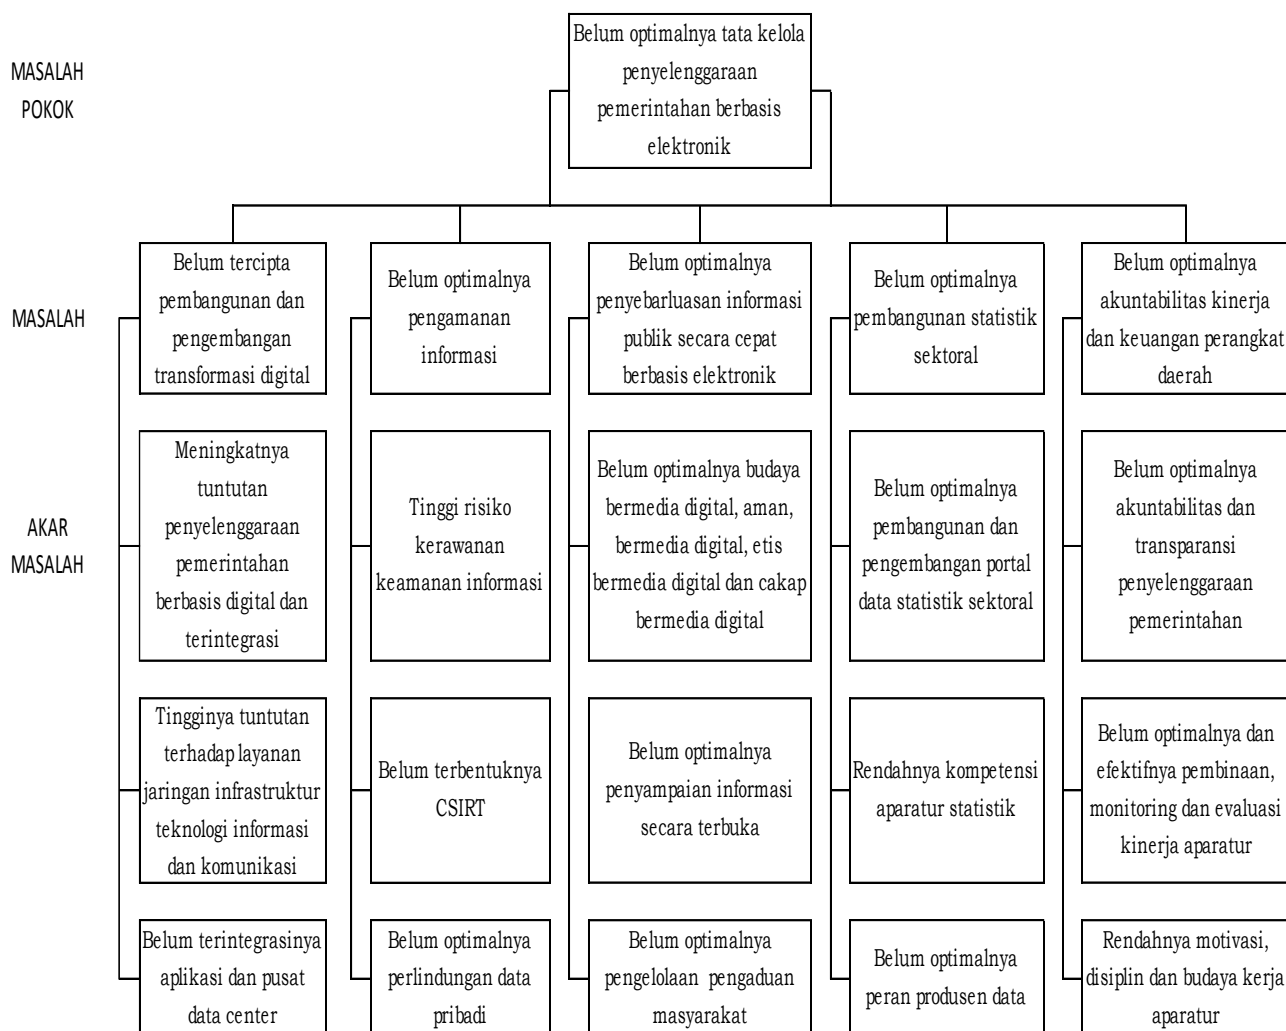 MASALAH
POKOK
Belum optimalnya tata kelola
penyelenggaraan
pemerintahan berbasis
elektronik
MASALAH
Belum tercipta
pembangunan dan
pengembangan
transformasi digital
Belum optimalnya
pengamanan
informasi
Belum optimalnya
penyebarluasan informasi
publik secara cepat
berbasis elektronik
Belum optimalnya
pembangunan statistik
sektoral
Belum optimalnya
akuntabilitas kinerja
dan keuangan perangkat
daerah
AKAR
MASALAH
Meningkatnya
tuntutan
penyelenggaraan
pemerintahan
berbasis digital dan
terintegrasi
Tinggi risiko
kerawanan
keamanan informasi
Belum optimalnya budaya
bermedia digital, aman,
bermedia digital, etis
bermedia digital dan cakap
bermedia digital
Belum optimalnya
pembangunan dan
pengembangan portal
data statistik sektoral
Belum optimalnya
akuntabilitas dan
transparansi
penyelenggaraan
pemerintahan
Tingginya tuntutan
terhadap layanan
jaringan infrastruktur
teknologi informasi
dan komunikasi
Belum terbentuknya
CSIRT
Belum optimalnya
penyampaian informasi
secara terbuka
Rendahnya kompetensi
aparatur statistik
Belum optimalnya dan
efektifnya pembinaan,
monitoring dan evaluasi
kinerja aparatur
Belum terintegrasinya
aplikasi dan pusat
data center
Belum optimalnya
perlindungan data
pribadi
Belum optimalnya
pengelolaan pengaduan
masyarakat
Belum optimalnya
peran produsen data
Rendahnya motivasi,
disiplin dan budaya kerja
aparatur